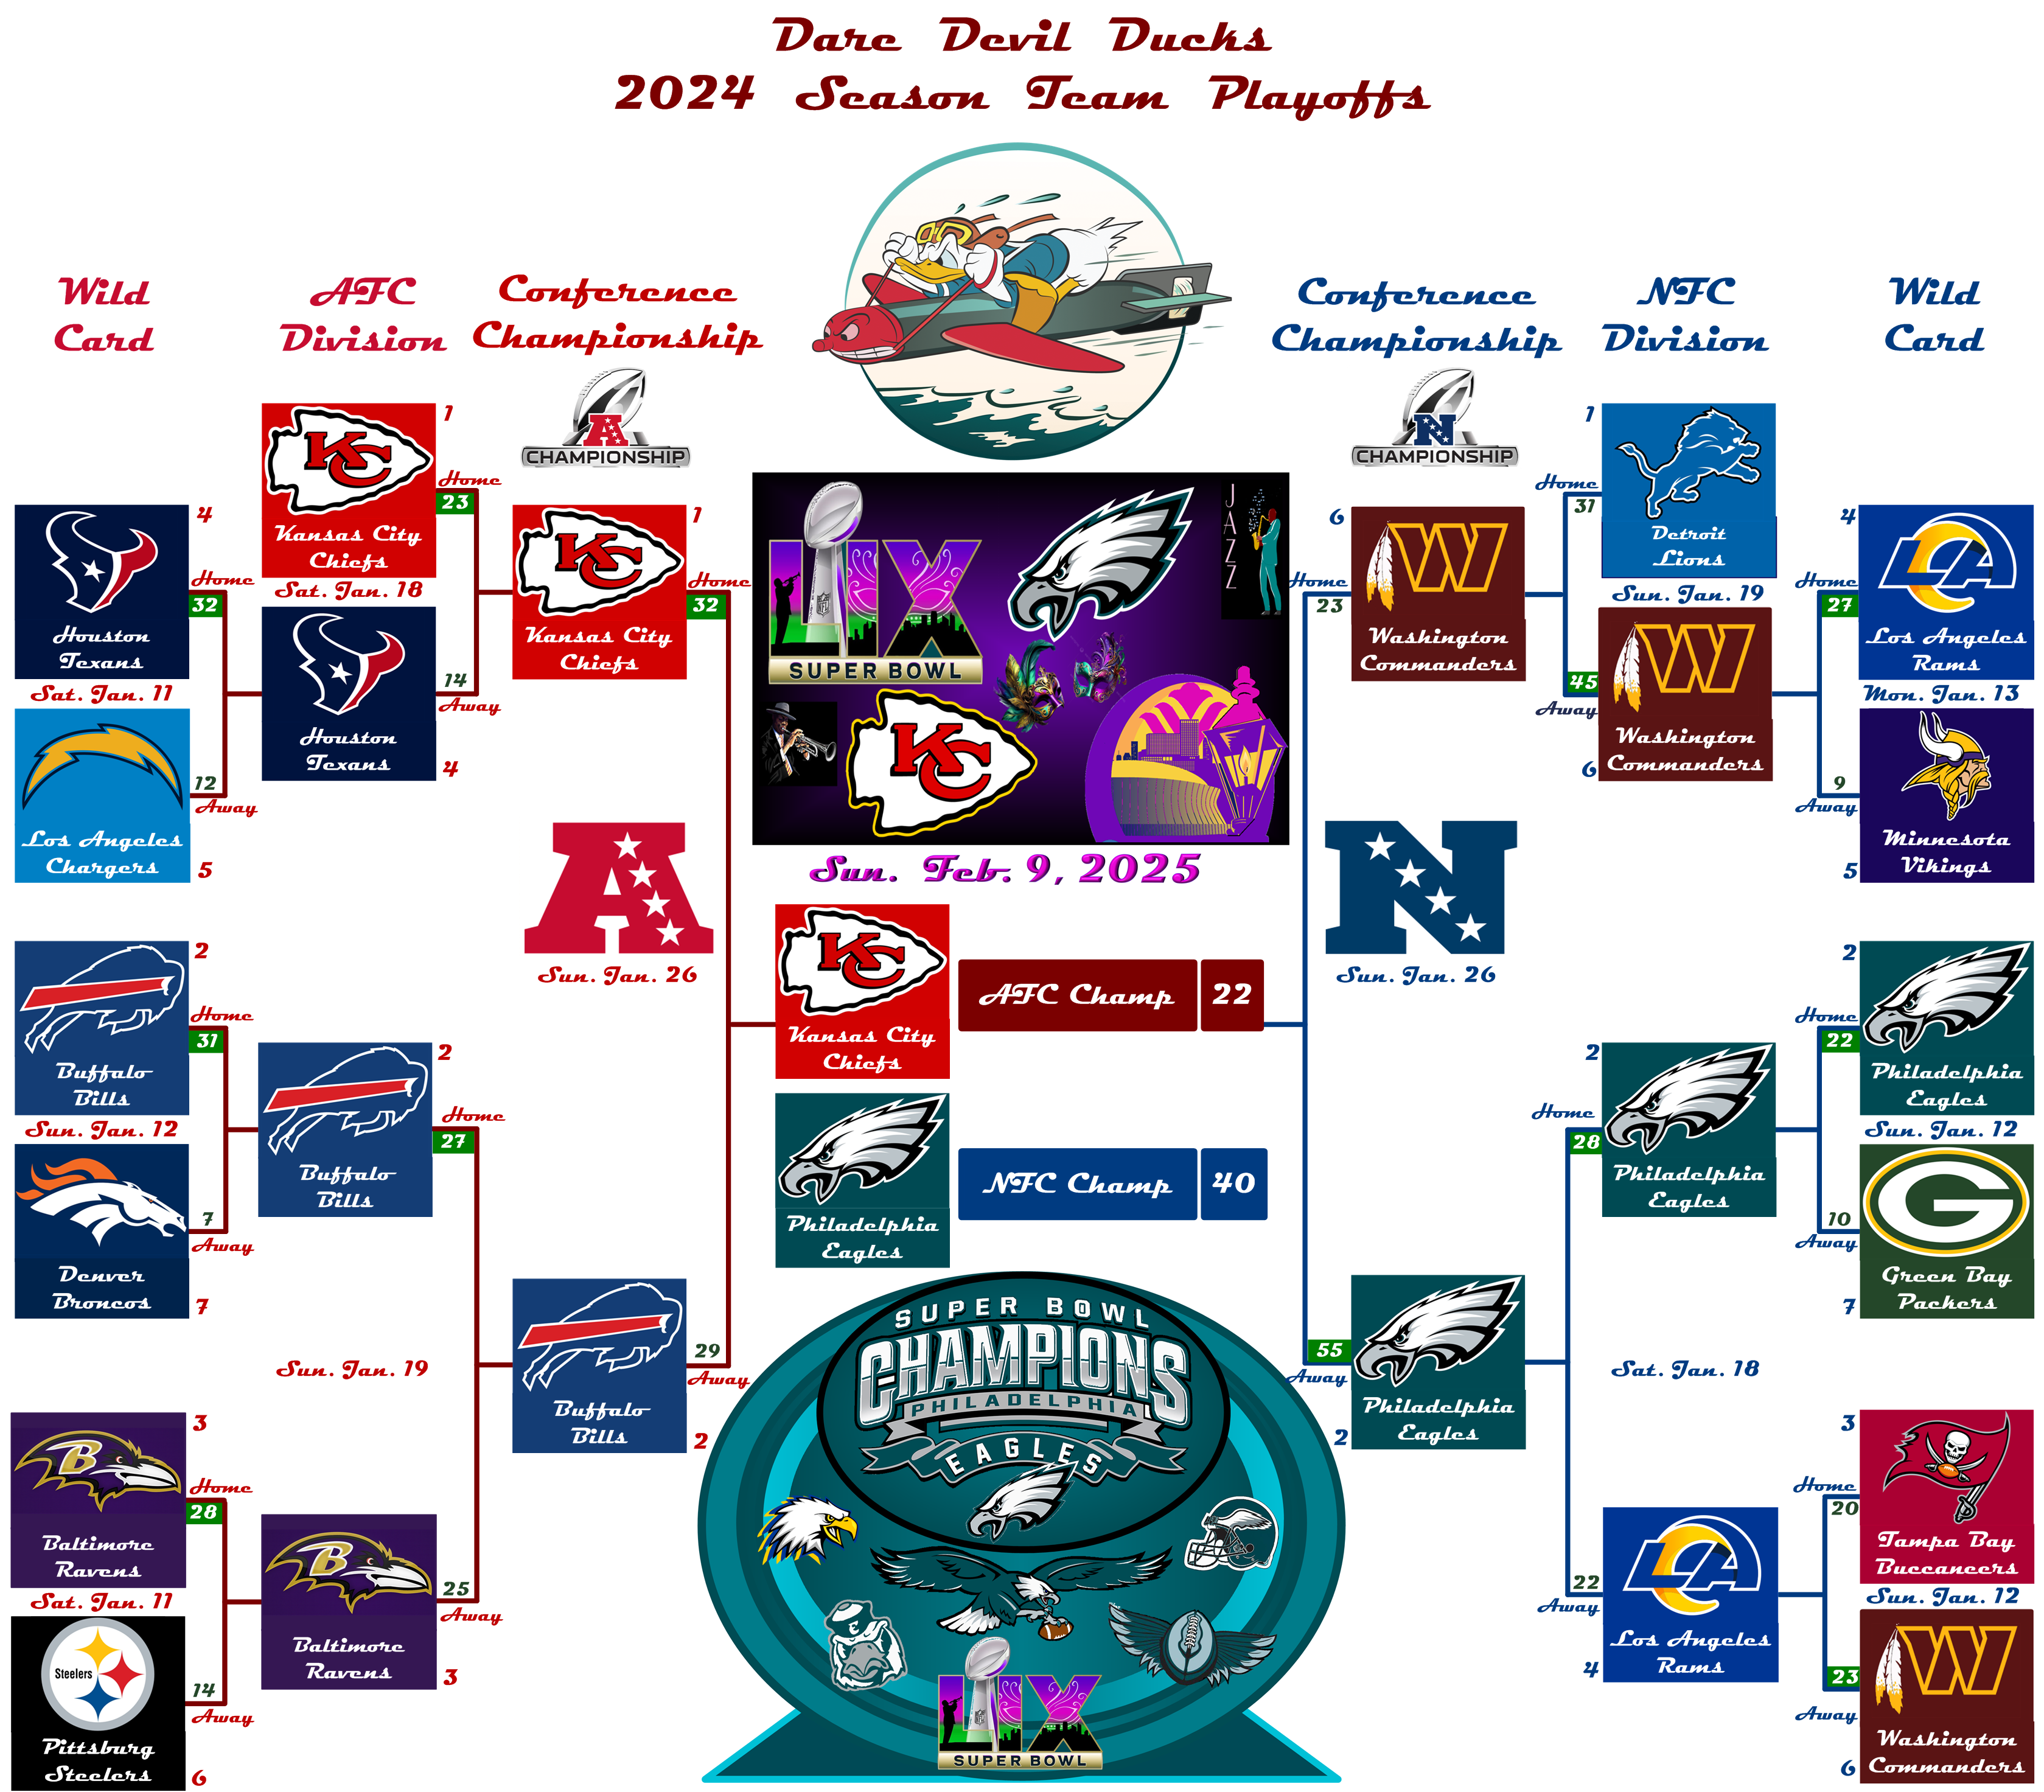 Dare Devil Ducks
2024 Season Team Playoffs
Wild
Card
AFC
Division
Conference
Championship
Conference
Championship
NFC
Division
Wild
Card
CHAMPIONSHIP
CHAMPIONSHIP
4
Houston
Texans
Home
32
Sat. Jan. 11
12
Away
Los Angeles
Chargers
5
2
Buffalo
Bills
Home
31
Sun. Jan. 12
7
Away
Denver
Broncos
7
3
B
Baltimore
Ravens
Home
28
Sat. Jan. 11
Steelers
14
Away
Pittsburg
Steelers
6
1
KC
Kansas City
Chiefs
Home
23
Sat. Jan. 18
14
Away
Houston
Texans
4
2
Buffalo
Bills
Home
27
Sun. Jan. 19
B
25
Away
Baltimore
Ravens
3
1
KC
Kansas City
Chiefs
Home
32
A
Sun. Jan. 26
29
Away
Buffalo
Bills
2
LIX
NFL
SUPER BOWL
JAZZ
KC
Sun. Feb. 9, 2025
KC
Kansas City
Chiefs
AFC Champ
22
Philadelphia
Eagles
NFC Champ
40
SUPER BOWL
CHAMPIONS
PHILADELPHIA
EAGLES
E
LIX
NFL
SUPER BOWL
6
W
Home
23
Washington
Commanders
N
Sun. Jan. 26
55
Away
Philadelphia
Eagles
2
1
Home
31
Detroit
Lions
Sun. Jan. 19
45
Away
W
Washington
Commanders
6
2
Home
28
Philadelphia
Eagles
Sat. Jan. 18
22
Away
LA
Los Angeles
Rams
4
4
LA
Home
27
Los Angeles
Rams
Mon. Jan. 13
9
Away
Minnesota
Vikings
5
2
Home
22
Philadelphia
Eagles
Sun. Jan. 12
G
10
Away
Green Bay
Packers
7
3
Home
20
Tampa Bay
Buccaneers
Sun. Jan. 12
W
23
Away
Washington
Commanders
6